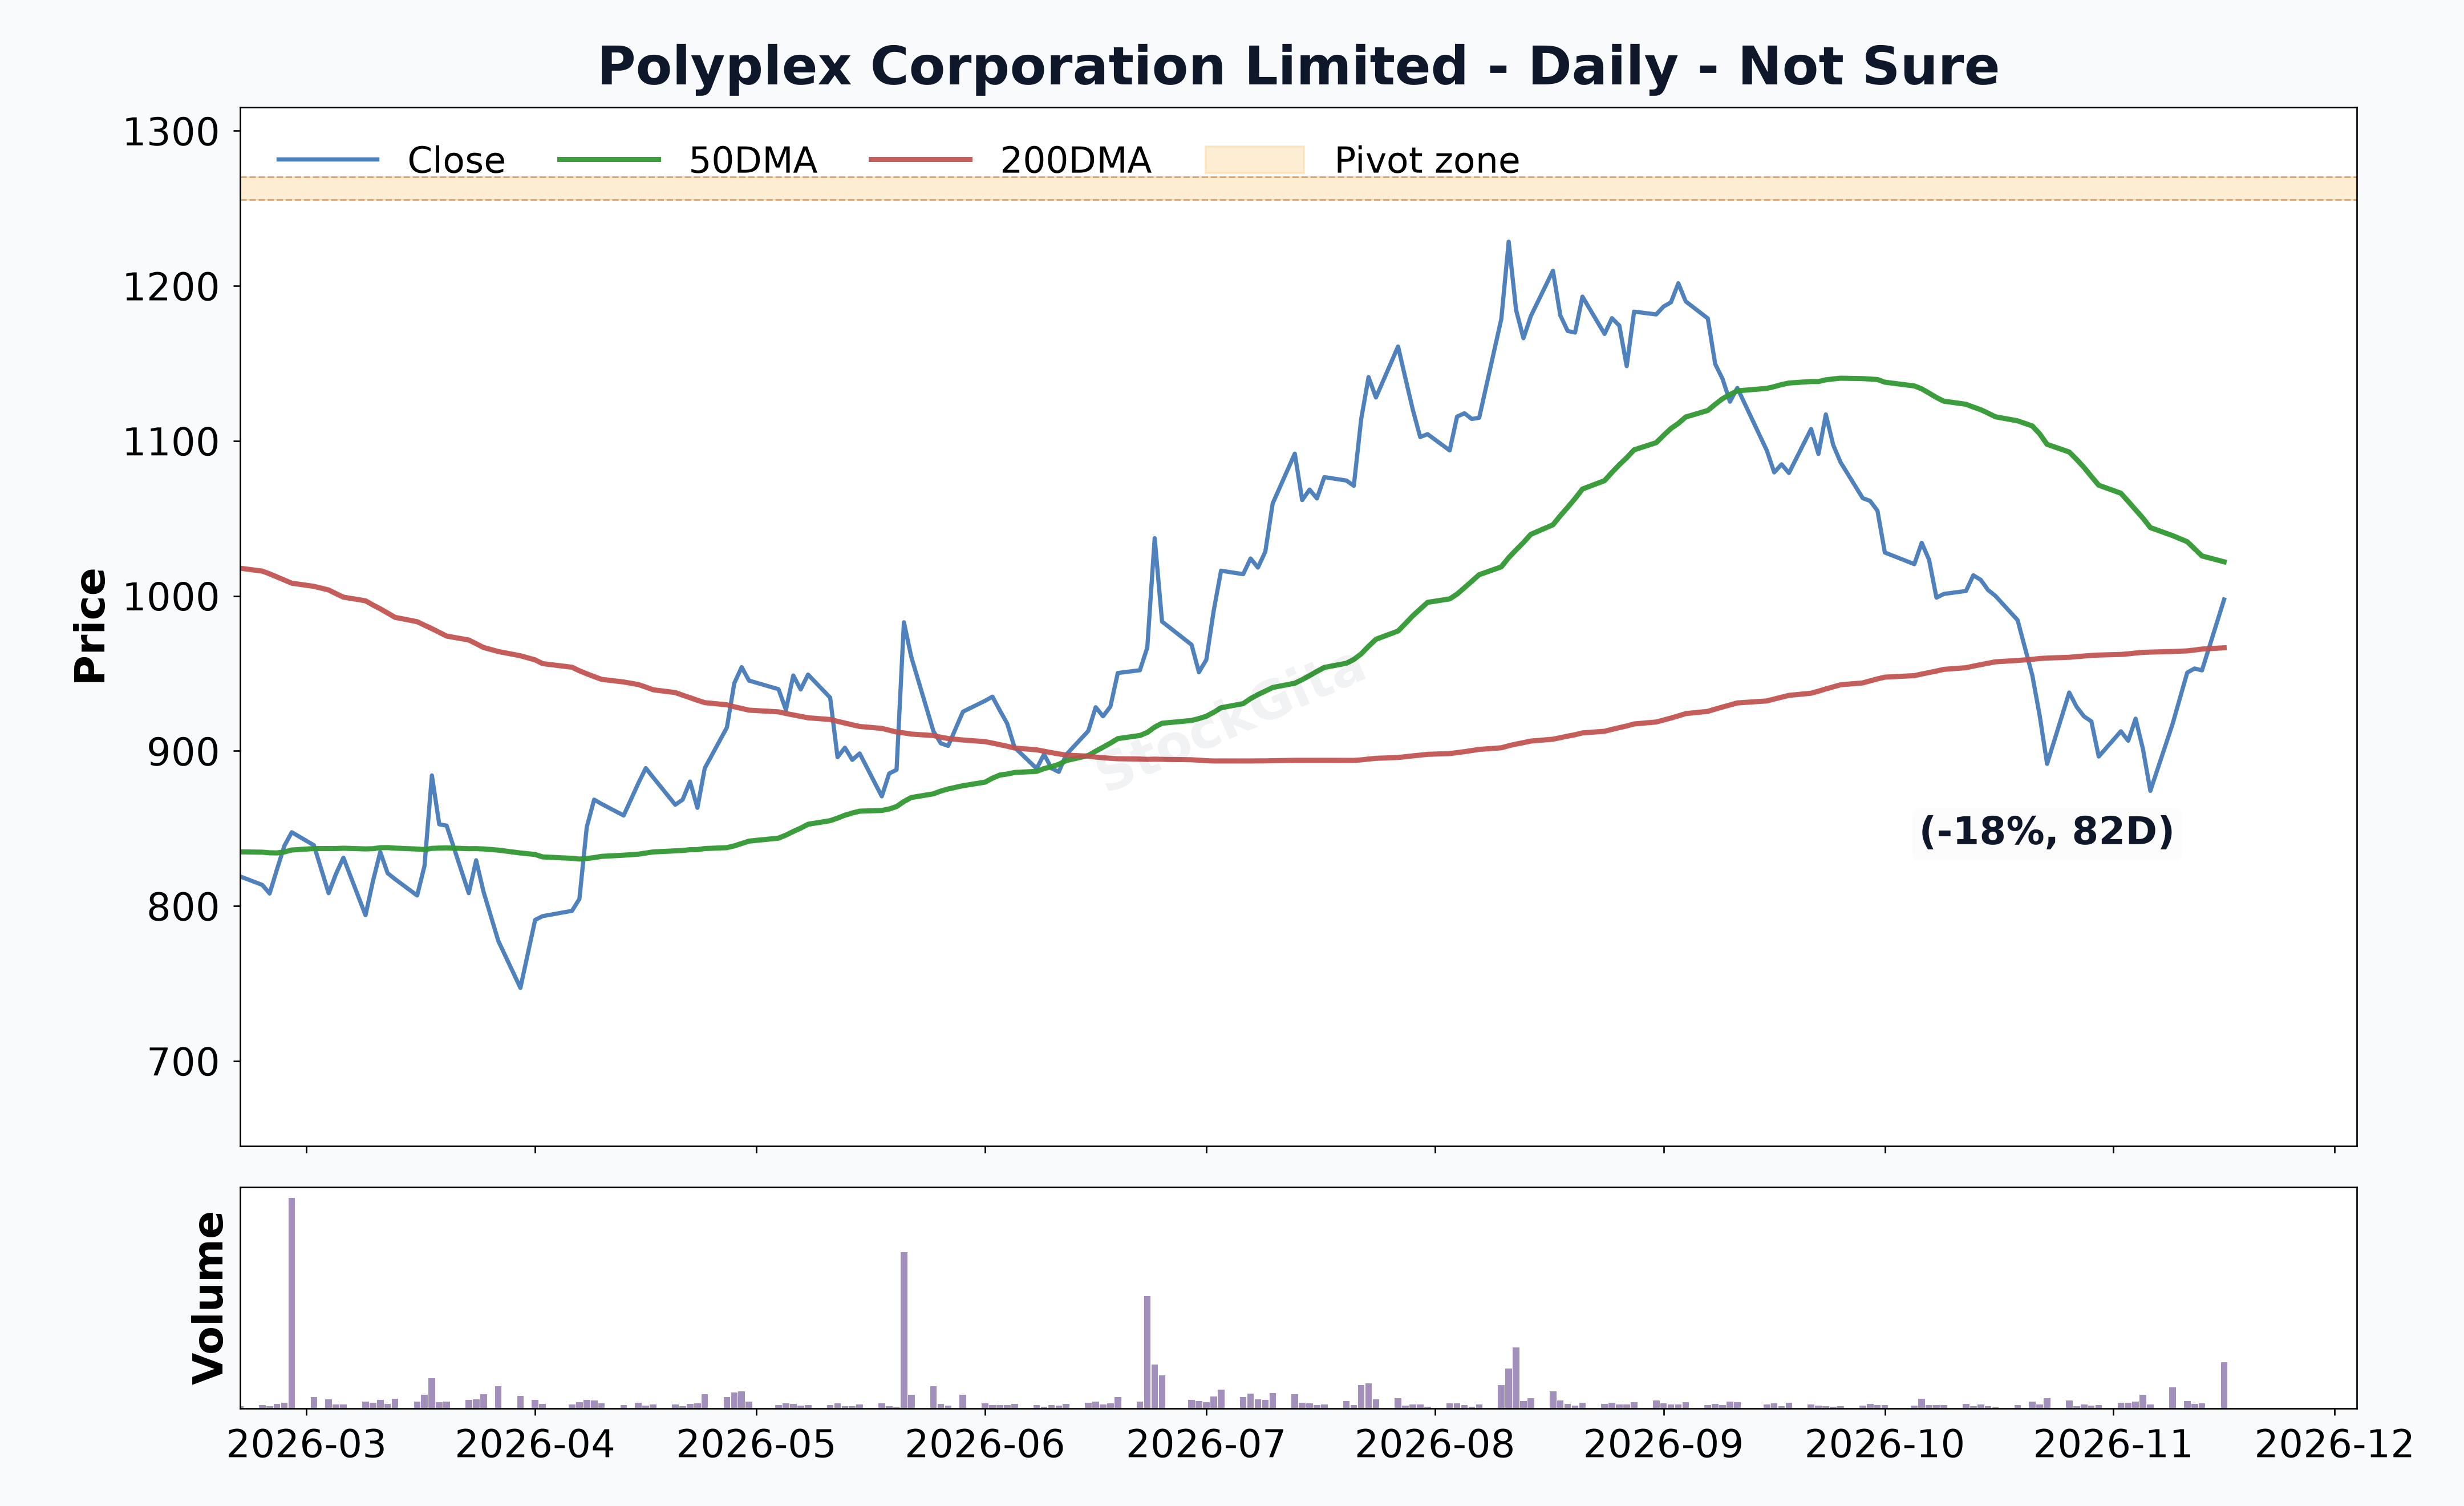 Polyplex Corporation Limited - Daily - Not Sure
Close 50DMA 200DMA Pivot zone
1300
1200
1100
1000
900
800
700
Price
StockGita
(-18%, 82D)
Volume
2026-03 2026-04 2026-05 2026-06 2026-07 2026-08 2026-09 2026-10 2026-11 2026-12